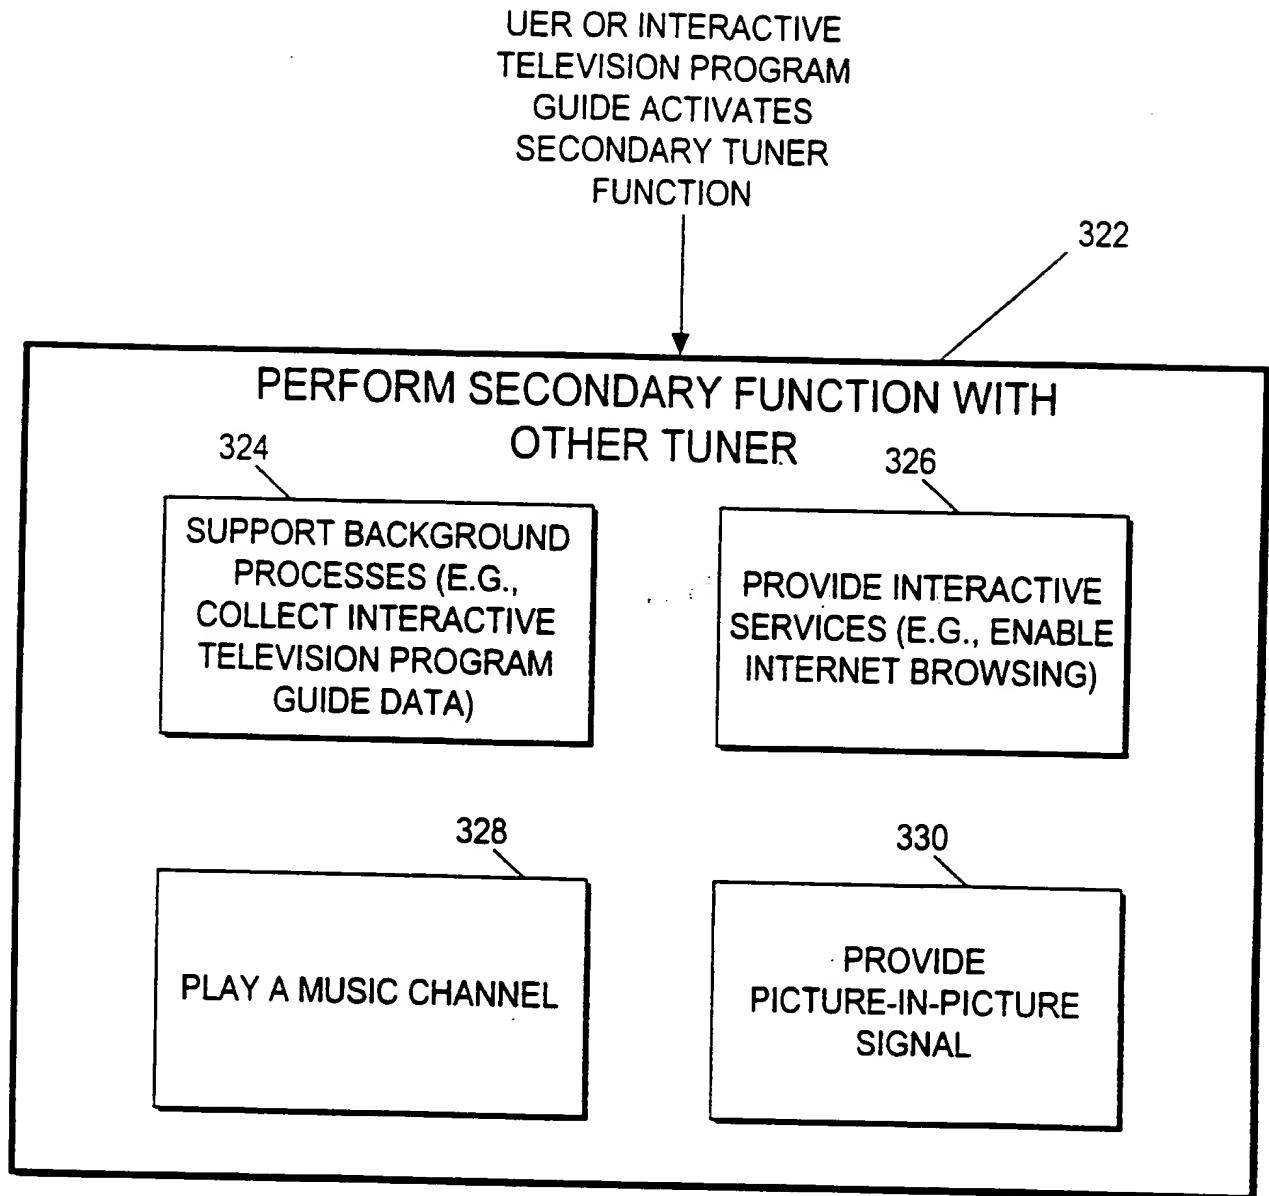 UER OR INTERACTIVE
TELEVISION PROGRAM
GUIDE ACTIVATES
SECONDARY TUNER
FUNCTION
322
PERFORM SECONDARY FUNCTION WITH
OTHER TUNER
324
SUPPORT BACKGROUND
PROCESSES (E.G.,
COLLECT INTERACTIVE
TELEVISION PROGRAM
GUIDE DATA)
326
PROVIDE INTERACTIVE
SERVICES (E.G., ENABLE
INTERNET BROWSING)
328
PLAY A MUSIC CHANNEL
330
PROVIDE
PICTURE-IN-PICTURE
SIGNAL